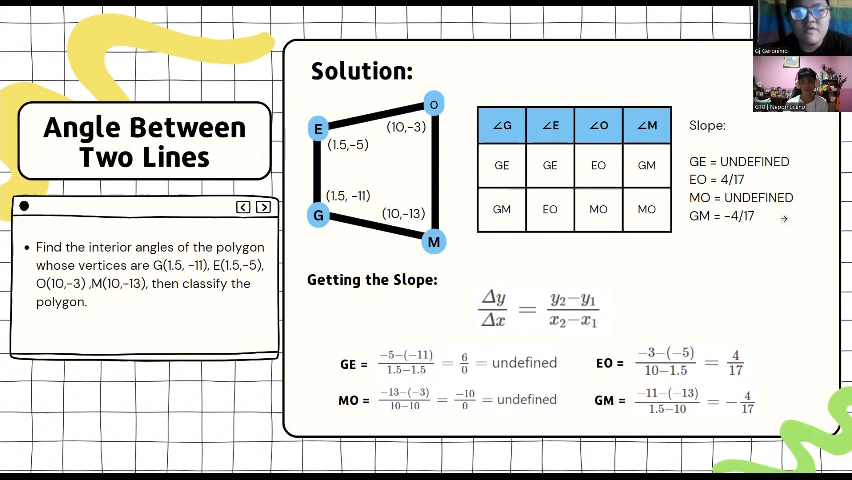 Angle Between
Two Lines
• Find the interior angles of the polygon
whose vertices are G(1.5, -11), E(1.5,-5),
O(10,-3) ,M(10,-13), then classify the
polygon.
Solution:
E
O
G
M
(10,-3)
(1.5,-5)
(1.5, -11)
(10,-13)
∠G ∠E ∠O ∠M
GE GE EO GM
GM EO MO MO
Slope:
GE = UNDEFINED
EO = 4/17
MO = UNDEFINED
GM = -4/17
Getting the Slope:
Δy/Δx = y₂−y₁/x₂−x₁
GE = −5−(−11)/1.5−1.5 = 6/0 = undefined
EO = −3−(−5)/10−1.5 = 4/17
MO = −13−(−3)/10−10 = −10/0 = undefined
GM = −11−(−13)/1.5−10 = −4/17
Gj Geronimo
G10 | Nepomuceno